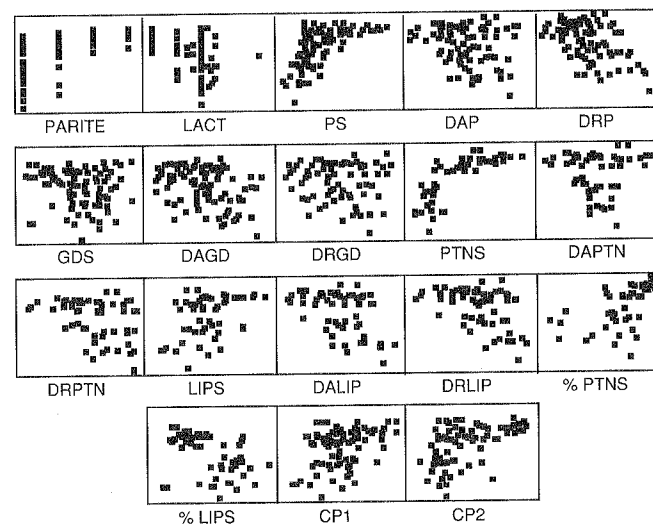 PARITE LACT PS DAP DRP
GDS DAGD DRGD PTNS DAPTN
DRPTN LIPS DALIP DRLIP % PTNS
% LIPS CP1 CP2